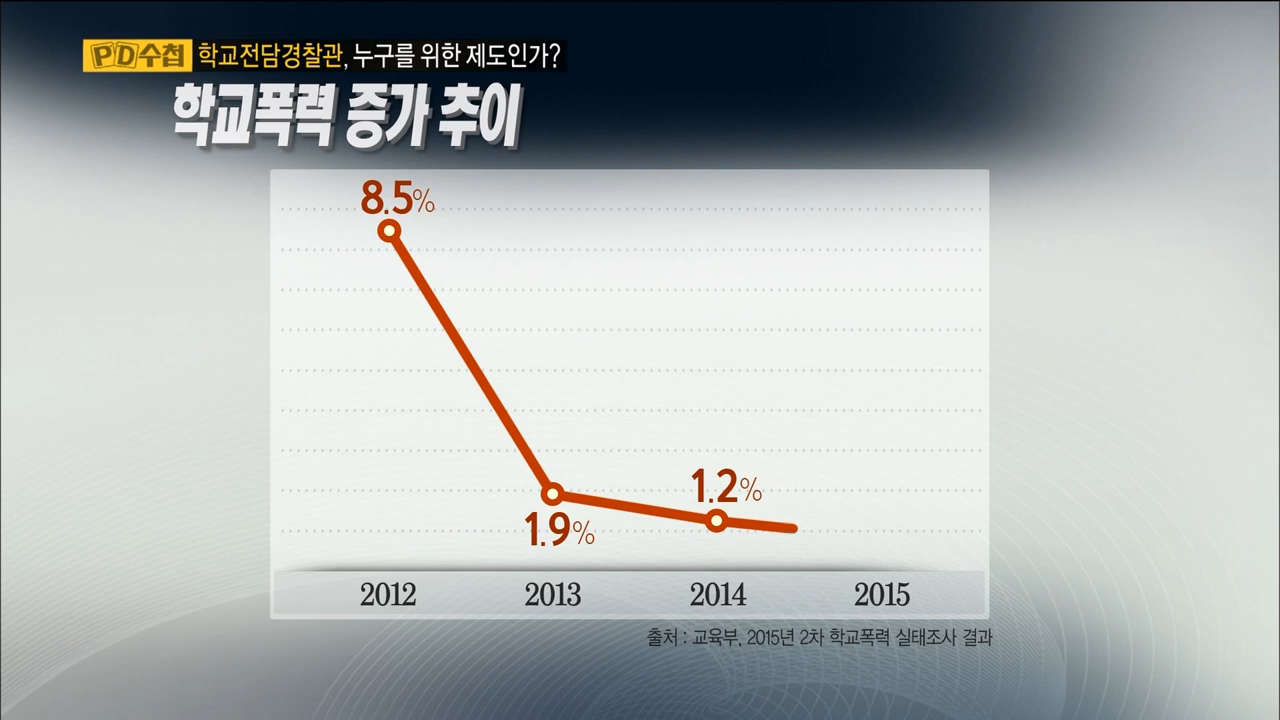 PD수첩 학교전담경찰관, 누구를 위한 제도인가?
학교폭력 증가 추이
8.5%
1.9%
1.2%
2012 2013 2014 2015
출처 : 교육부, 2015년 2차 학교폭력 실태조사 결과